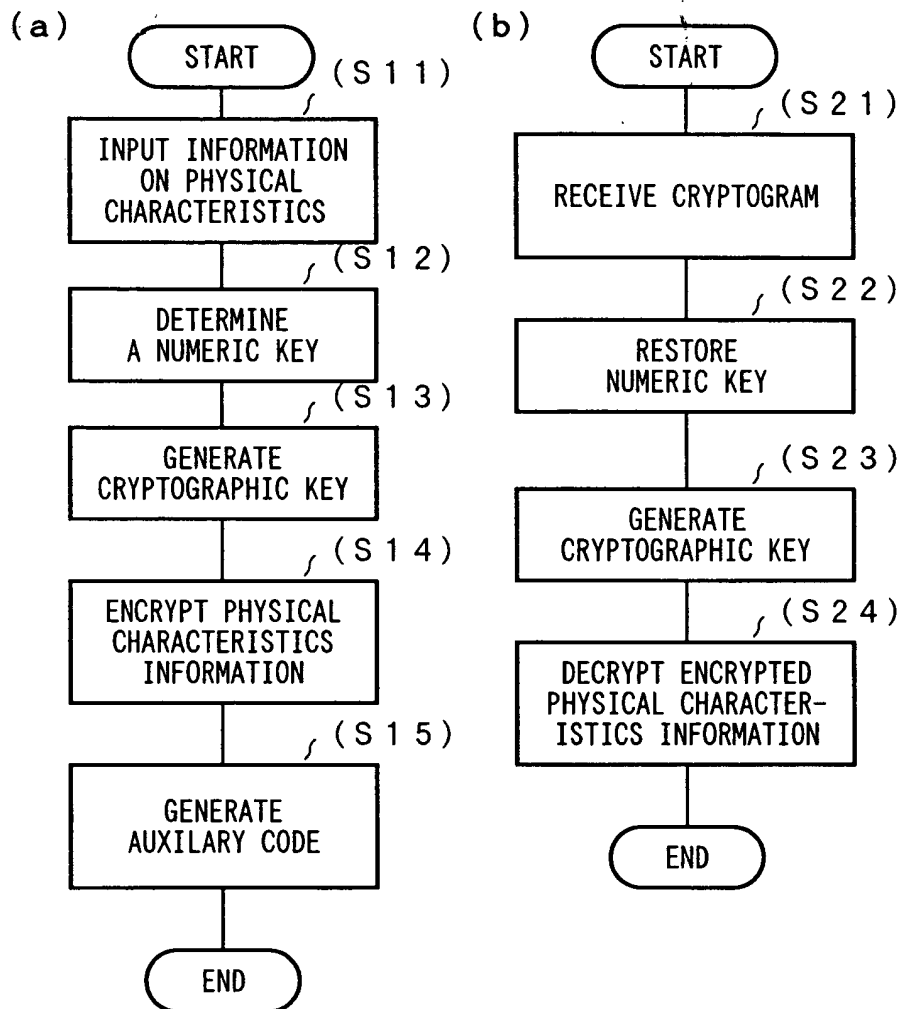 (a)
START
(S11)
INPUT INFORMATION
ON PHYSICAL
CHARACTERISTICS
(S12)
DETERMINE
A NUMERIC KEY
(S13)
GENERATE
CRYPTOGRAPHIC KEY
(S14)
ENCRYPT PHYSICAL
CHARACTERISTICS
INFORMATION
(S15)
GENERATE
AUXILARY CODE
END
(b)
START
(S21)
RECEIVE CRYPTOGRAM
(S22)
RESTORE
NUMERIC KEY
(S23)
GENERATE
CRYPTOGRAPHIC KEY
(S24)
DECRYPT ENCRYPTED
PHYSICAL CHARACTER-
ISTICS INFORMATION
END